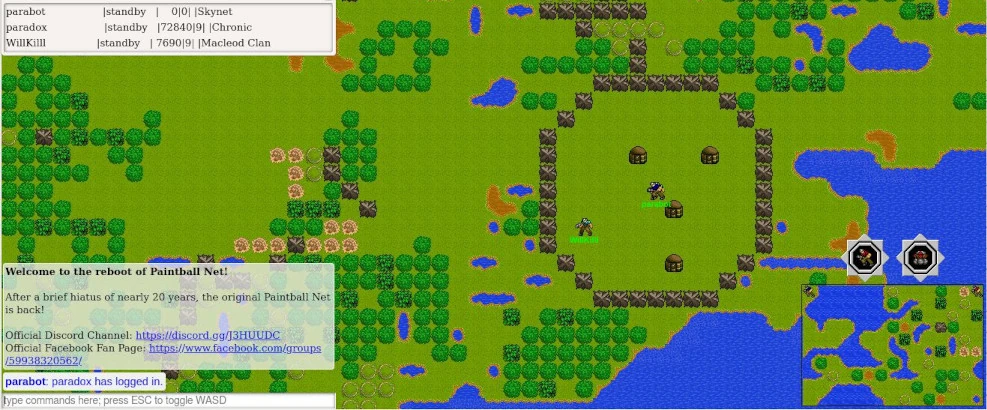 parabot |standby | 0|0| |Skynet
paradox |standby |72840|9| |Chronic
WillKilll |standby | 7690|9| |Macleod Clan
Welcome to the reboot of Paintball Net!
After a brief hiatus of nearly 20 years, the original Paintball Net
is back!
Official Discord Channel: https://discord.gg/J3HUUDC
Official Facebook Fan Page: https://www.facebook.com/groups
/59938320562/
parabot: paradox has logged in.
type commands here; press ESC to toggle WASD